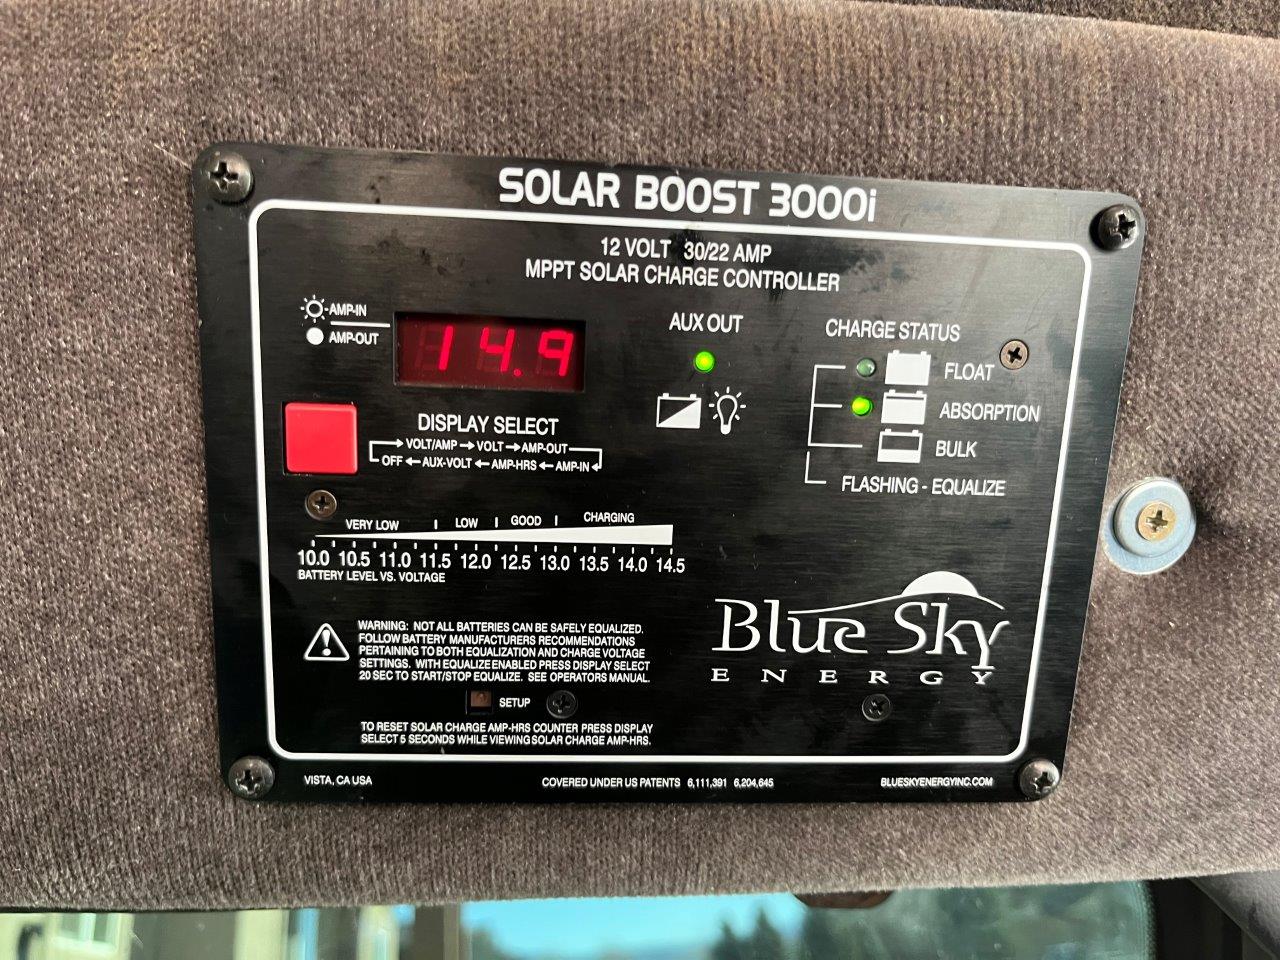 SOLAR BOOST 3000i
12 VOLT 30/22 AMP
MPPT SOLAR CHARGE CONTROLLER
AMP-IN
AMP-OUT
14.9
AUX OUT
CHARGE STATUS
FLOAT
ABSORPTION
BULK
FLASHING - EQUALIZE
DISPLAY SELECT
VOLT/AMP → VOLT → AMP-OUT
OFF ← AUX-VOLT ← AMP-HRS ← AMP-IN
VERY LOW LOW GOOD CHARGING
10.0 10.5 11.0 11.5 12.0 12.5 13.0 13.5 14.0 14.5
BATTERY LEVEL VS. VOLTAGE
WARNING: NOT ALL BATTERIES CAN BE SAFELY EQUALIZED.
FOLLOW BATTERY MANUFACTURERS RECOMMENDATIONS
PERTAINING TO BOTH EQUALIZATION AND CHARGE VOLTAGE
SETTINGS. WITH EQUALIZE ENABLED PRESS DISPLAY SELECT
20 SEC TO START/STOP EQUALIZE. SEE OPERATORS MANUAL.
SETUP
TO RESET SOLAR CHARGE AMP-HRS COUNTER PRESS DISPLAY
SELECT 5 SECONDS WHILE VIEWING SOLAR CHARGE AMP-HRS.
Blue Sky
ENERGY
VISTA, CA USA
COVERED UNDER US PATENTS 6,111,391 6,204,645
BLUESKYENERGYINC.COM